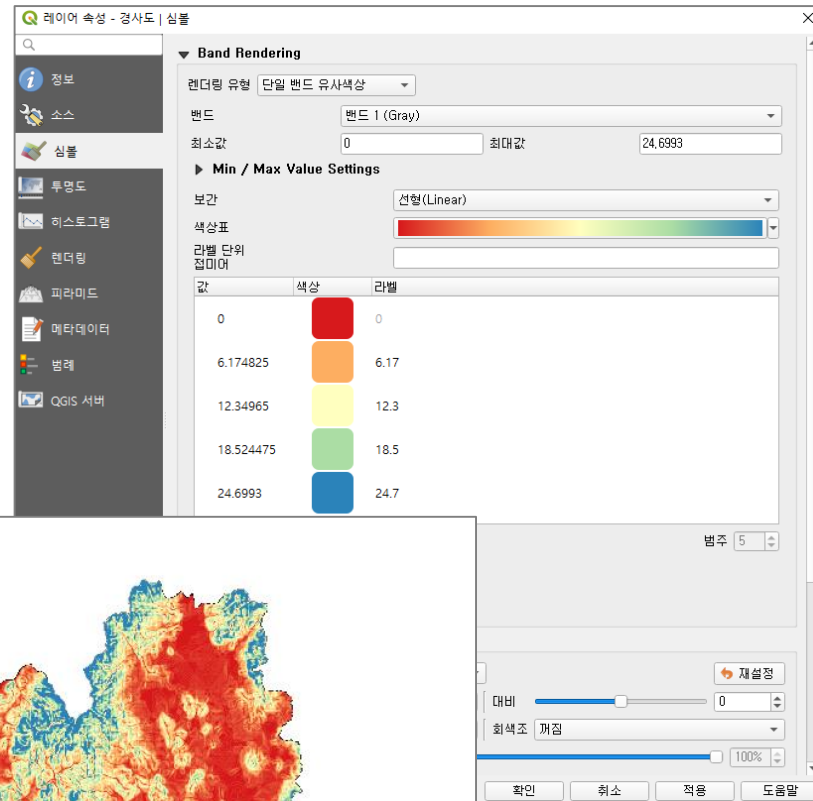 레이어 속성 - 경사도 | 심볼
정보
소스
심볼
투명도
히스토그램
렌더링
피라미드
메타데이터
범례
QGIS 서버
Band Rendering
렌더링 유형 단일 밴드 유사색상
밴드 밴드 1 (Gray)
최소값 0 최대값 24,6993
Min / Max Value Settings
보간 선형(Linear)
색상표
라벨 단위
접미어
값 색상 라벨
0 0
6.174825 6.17
12.34965 12.3
18.524475 18.5
24.6993 24.7
범주 5
재설정
대비 0
회색조 꺼짐
100%
확인 취소 적용 도움말